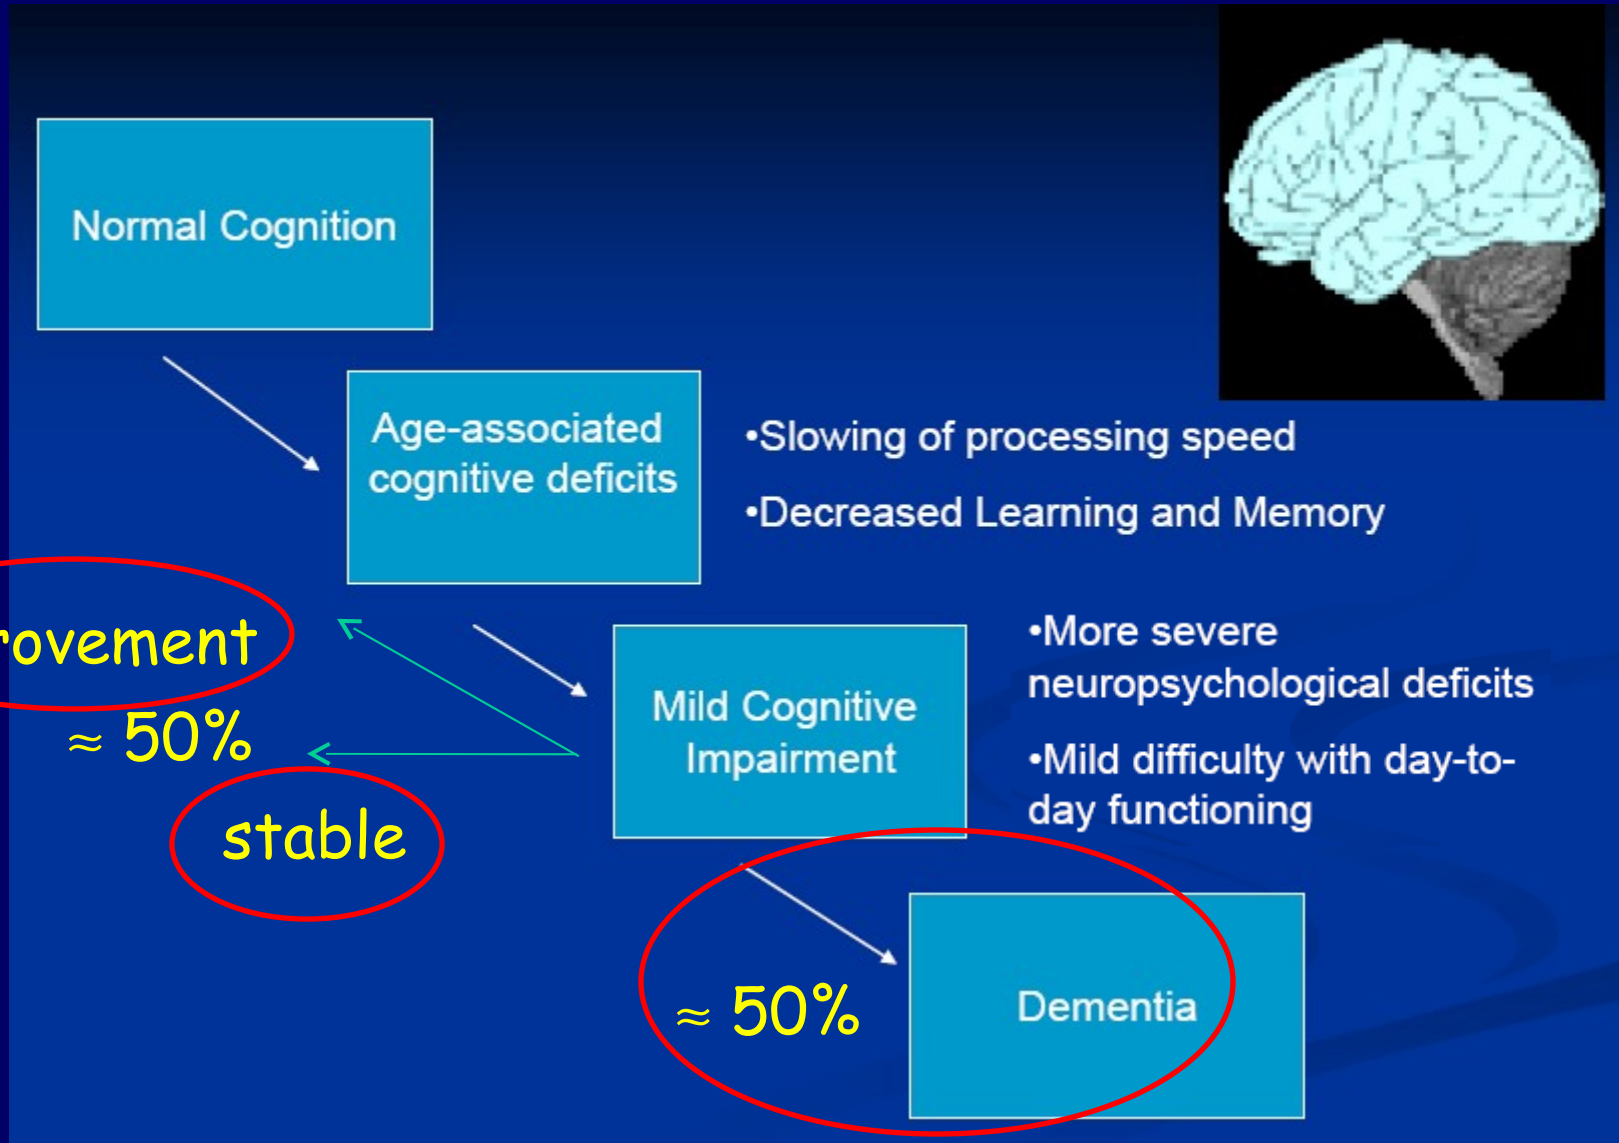 Normal Cognition
Age-associated
cognitive deficits
•Slowing of processing speed
•Decreased Learning and Memory
rovement
≈ 50%
stable
Mild Cognitive
Impairment
•More severe
neuropsychological deficits
•Mild difficulty with day-to-
day functioning
≈ 50%
Dementia